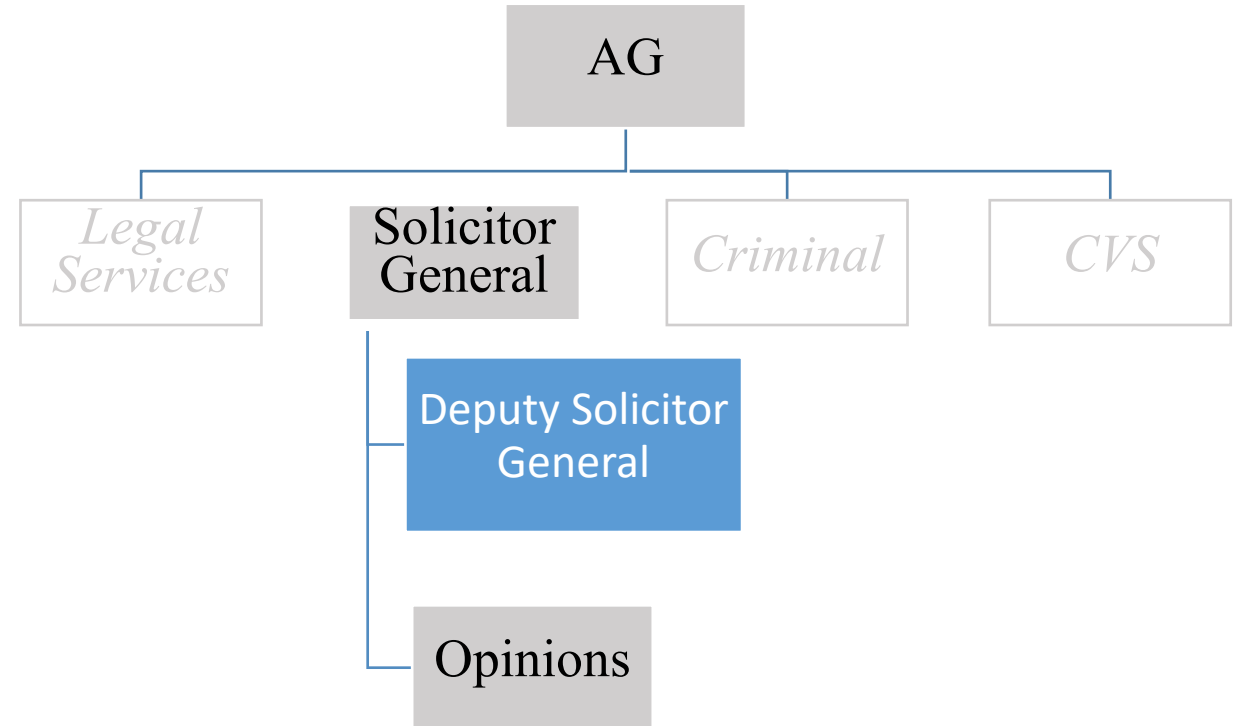 AG
Legal
Services
Solicitor
General
Criminal
CVS
Deputy Solicitor
General
Opinions